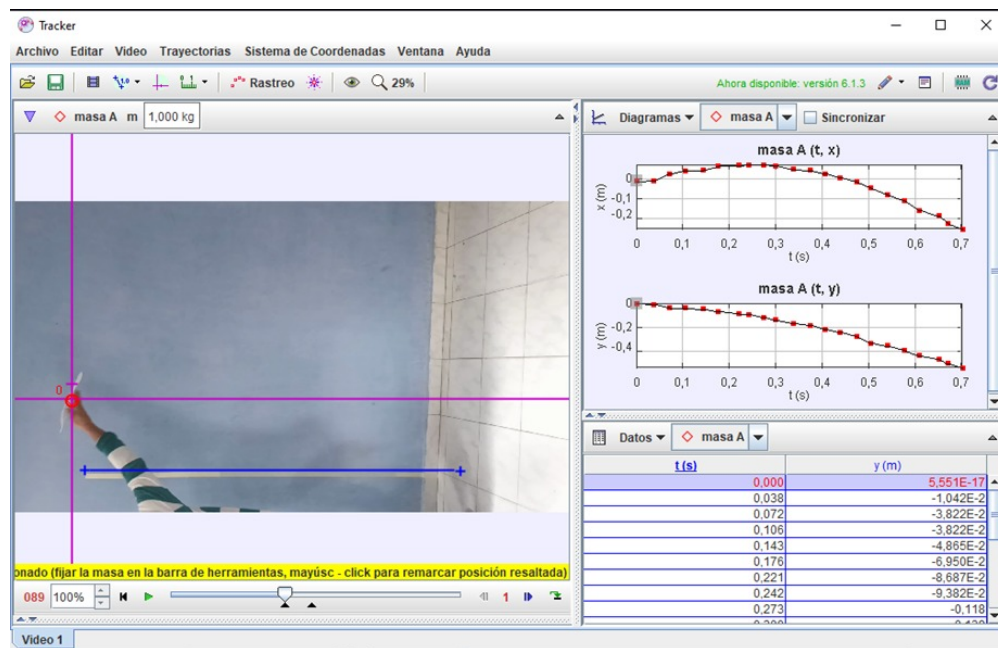 Tracker
Archivo Editar Video Trayectorias Sistema de Coordenadas Ventana Ayuda
Rastreo 29% Ahora disponible: versión 6.1.3
masa A m 1,000 kg
0
onado (fijar la masa en la barra de herramientas, mayúsc - click para remarcar posición resaltada)
089 100% 1
Video 1
Diagramas masa A Sincronizar
masa A (t, x)
x (m)
0
-0,1
-0,2
0 0,1 0,2 0,3 0,4 0,5 0,6 0,7
t (s)
masa A (t, y)
y (m)
0
-0,2
-0,4
0 0,1 0,2 0,3 0,4 0,5 0,6 0,7
t (s)
Datos masa A
t (s) y (m)
0,000 5,551E-17
0,038 -1,042E-2
0,072 -3,822E-2
0,106 -3,822E-2
0,143 -4,865E-2
0,176 -6,950E-2
0,221 -8,687E-2
0,242 -9,382E-2
0,273 -0,118